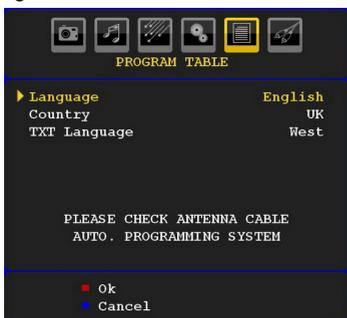 PROGRAM TABLE
Language English
Country UK
TXT Language West
PLEASE CHECK ANTENNA CABLE
AUTO. PROGRAMMING SYSTEM
Ok
Cancel